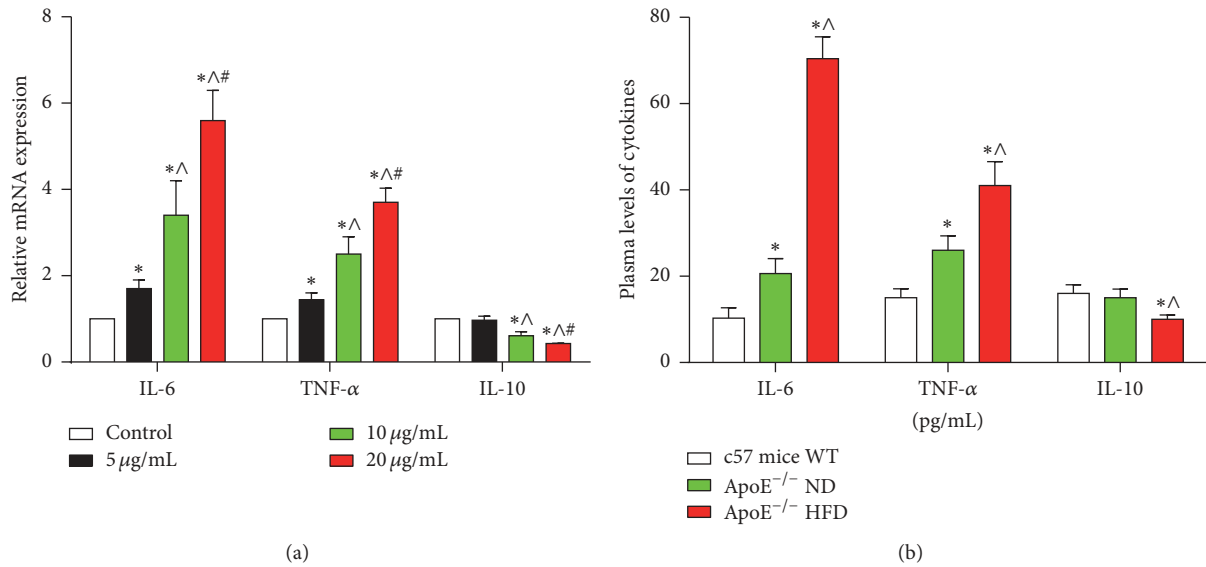 8
6
4
2
0
Relative mRNA expression
*
*^
*^#
*
*^
*^#
*^
*^#
IL-6 TNF-α IL-10
Control
5 μg/mL
10 μg/mL
20 μg/mL
(a)
80
60
40
20
0
Plasma levels of cytokines
*
*^
*
*^
*^
IL-6 TNF-α IL-10
(pg/mL)
c57 mice WT
ApoE⁻/⁻ ND
ApoE⁻/⁻ HFD
(b)